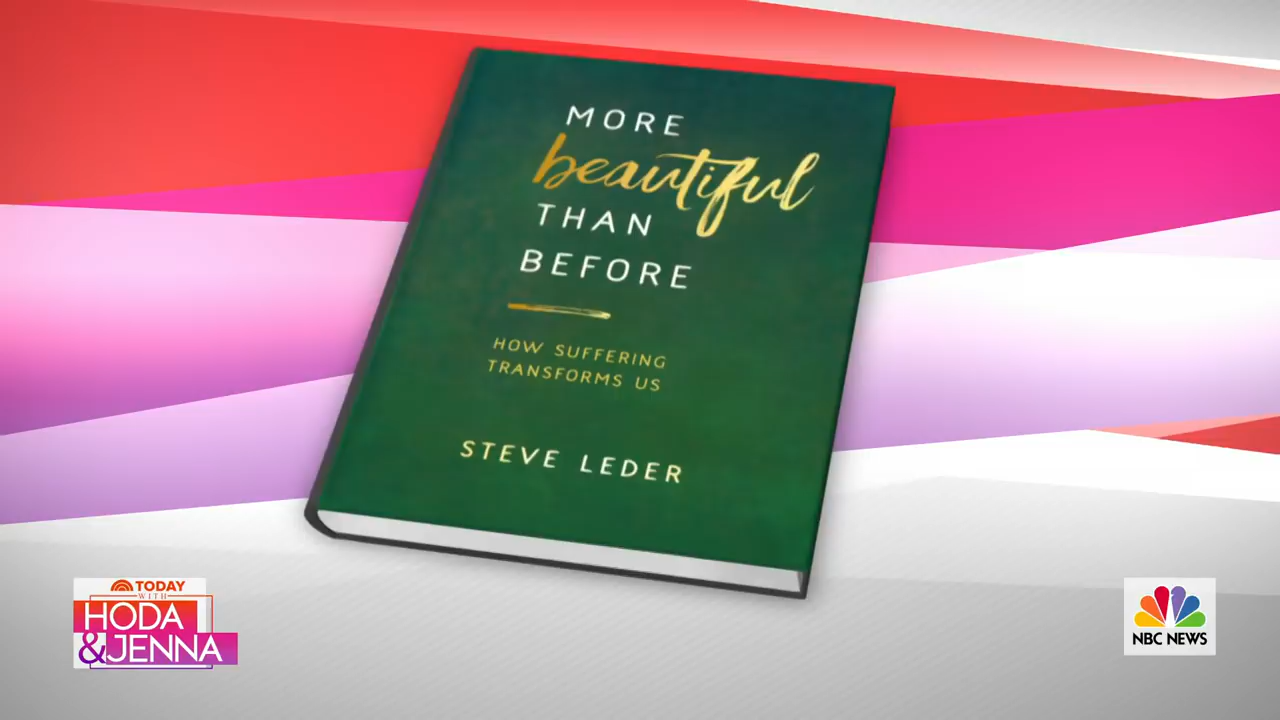 MORE
beautiful
THAN
BEFORE
HOW SUFFERING
TRANSFORMS US
STEVE LEDER
TODAY
WITH
HODA
&JENNA
NBC NEWS